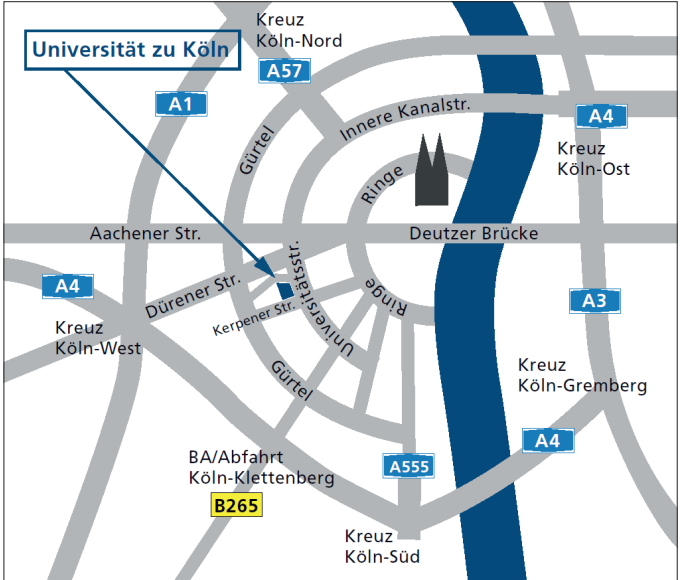 Kreuz
Köln-Nord
Universität zu Köln
A57
A1
Innere Kanalstr.
A4
Gürtel
Kreuz
Köln-Ost
Ringe
Aachener Str.
Deutzer Brücke
A4
Dürener Str.
Universitätsstr.
Ringe
A3
Kerpener Str.
Kreuz
Köln-West
Kreuz
Köln-Gremberg
Gürtel
A4
BA/Abfahrt
Köln-Klettenberg
A555
B265
Kreuz
Köln-Süd